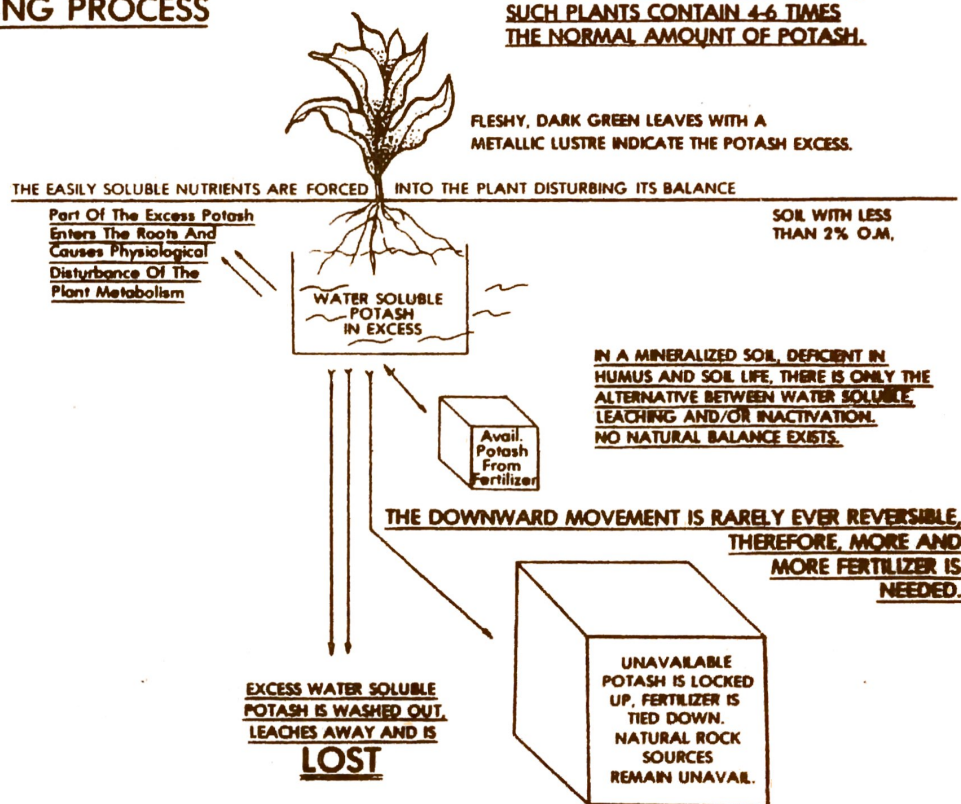 NG PROCESS
SUCH PLANTS CONTAIN 4-6 TIMES
THE NORMAL AMOUNT OF POTASH.
FLESHY, DARK GREEN LEAVES WITH A
METALLIC LUSTRE INDICATE THE POTASH EXCESS.
THE EASILY SOLUBLE NUTRIENTS ARE FORCED INTO THE PLANT DISTURBING ITS BALANCE
Part Of The Excess Potash
Enters The Roots And
Causes Physiological
Disturbance Of The
Plant Metabolism
SOIL WITH LESS
THAN 2% O.M.
WATER SOLUBLE
POTASH
IN EXCESS
IN A MINERALIZED SOIL, DEFICIENT IN
HUMUS AND SOIL LIFE, THERE IS ONLY THE
ALTERNATIVE BETWEEN WATER SOLUBLE,
LEACHING AND/OR INACTIVATION.
NO NATURAL BALANCE EXISTS.
Avail.
Potash
From
Fertilizer
THE DOWNWARD MOVEMENT IS RARELY EVER REVERSIBLE,
THEREFORE, MORE AND
MORE FERTILIZER IS
NEEDED.
UNAVAILABLE
POTASH IS LOCKED
UP, FERTILIZER IS
TIED DOWN.
NATURAL ROCK
SOURCES
REMAIN UNAVAIL.
EXCESS WATER SOLUBLE
POTASH IS WASHED OUT,
LEACHES AWAY AND IS
LOST